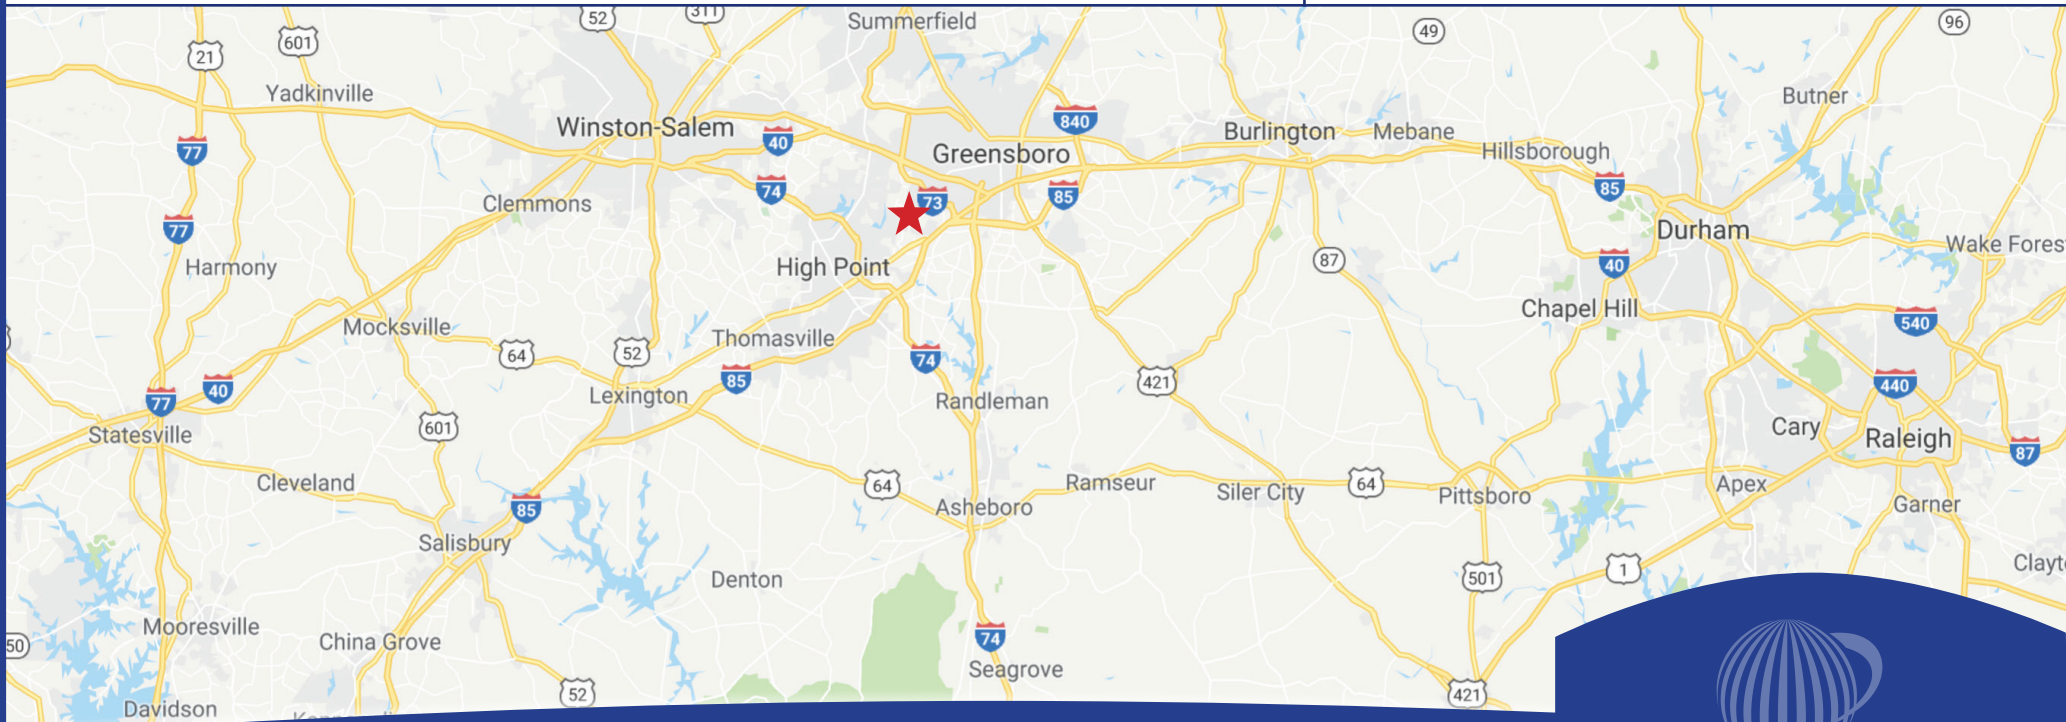 52
311
Summerfield
49
96
21
601
Yadkinville
Butner
840
Winston-Salem
40
Greensboro
Burlington
Mebane
Hillsborough
77
74
73
85
85
Clemmons
77
Durham
Wake Fores
87
40
Harmony
High Point
Chapel Hill
Mocksville
Thomasville
540
64
52
74
85
421
440
77
40
Lexington
Randleman
601
Statesville
Cary
Raleigh
87
Cleveland
64
Ramseur
Siler City
64
Pittsboro
Apex
Garner
85
Asheboro
Salisbury
Denton
501
1
Clayt
Mooresville
China Grove
50
74
Seagrove
52
421
Davidson